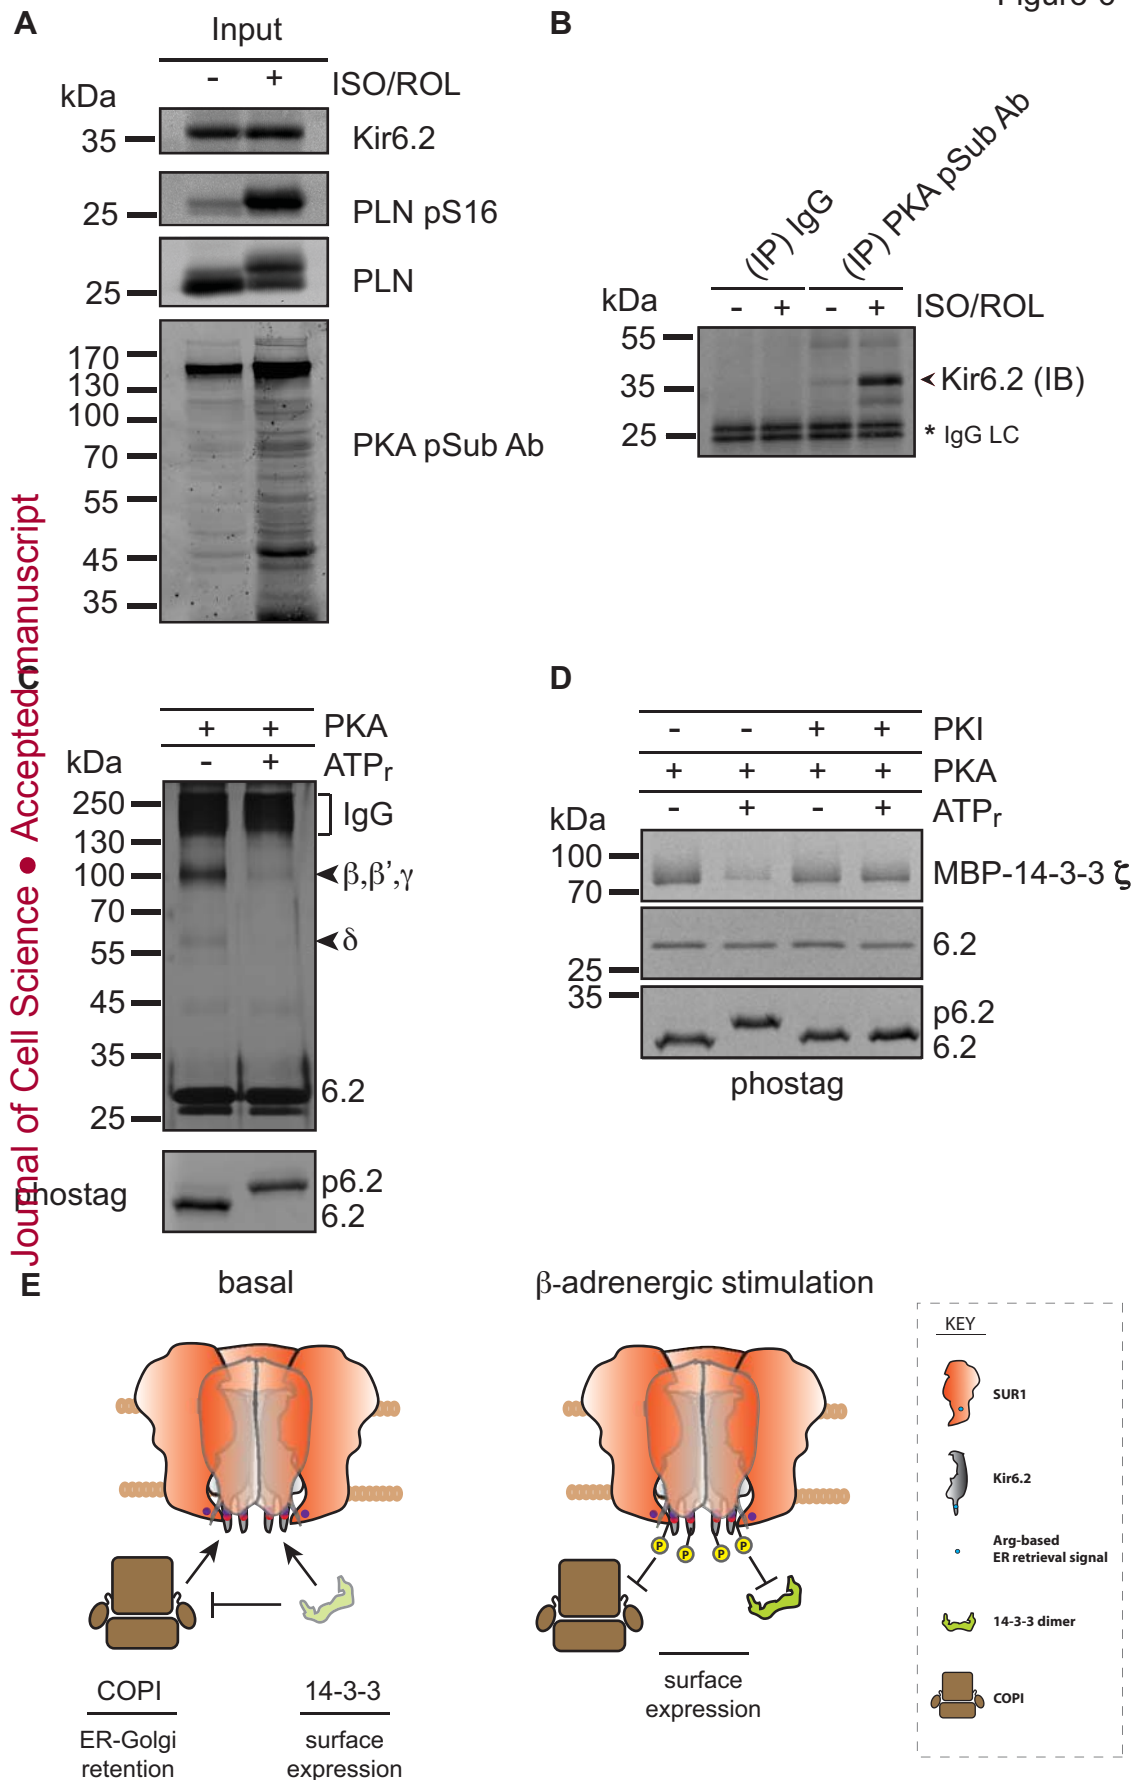 A
Input
- + ISO/ROL
kDa
35 Kir6.2
25 PLN pS16
25 PLN
170
130
100
70
55
45
35
PKA pSub Ab
B
(IP) IgG
(IP) PKA pSub Ab
kDa - + - + ISO/ROL
55
35 Kir6.2 (IB)
25 * IgG LC
Journal of Cell Science ● Accepted manuscript
C
+ + PKA
kDa - + ATPr
250 IgG
130
100 β,β’,γ
70
δ
55
45
35
6.2
25
phostag
p6.2
6.2
D
- - + + PKI
+ + + + PKA
kDa - + - + ATPr
100
70
MBP-14-3-3 ζ
6.2
25
35
p6.2
6.2
phostag
E
basal
β-adrenergic stimulation
P P P P
COPI
ER-Golgi
retention
14-3-3
surface
expression
surface
expression
KEY
SUR1
Kir6.2
Arg-based
ER retrieval signal
14-3-3 dimer
COPI